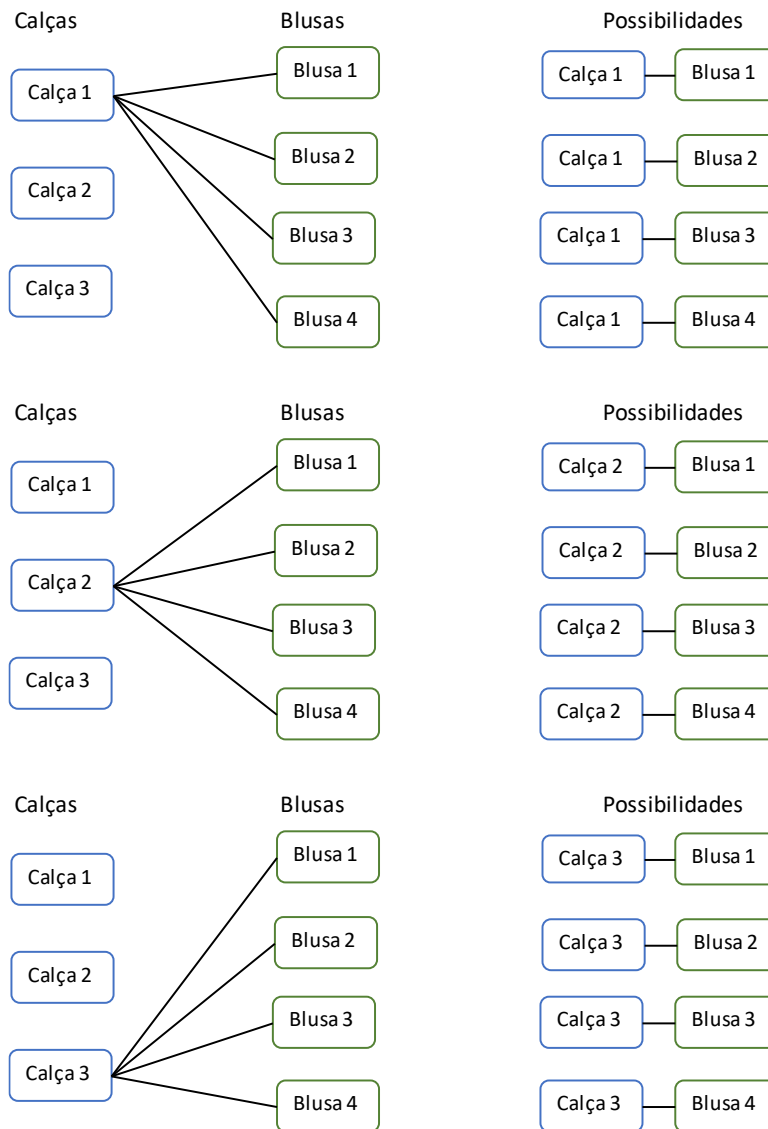 Calças Blusas Possibilidades
Calça 1 Blusa 1 Calça 1 Blusa 1
Calça 2 Blusa 2 Calça 1 Blusa 2
Calça 3 Blusa 3 Calça 1 Blusa 3
Blusa 4 Calça 1 Blusa 4
Calças Blusas Possibilidades
Calça 1 Blusa 1 Calça 2 Blusa 1
Calça 2 Blusa 2 Calça 2 Blusa 2
Calça 3 Blusa 3 Calça 2 Blusa 3
Blusa 4 Calça 2 Blusa 4
Calças Blusas Possibilidades
Calça 1 Blusa 1 Calça 3 Blusa 1
Calça 2 Blusa 2 Calça 3 Blusa 2
Calça 3 Blusa 3 Calça 3 Blusa 3
Blusa 4 Calça 3 Blusa 4